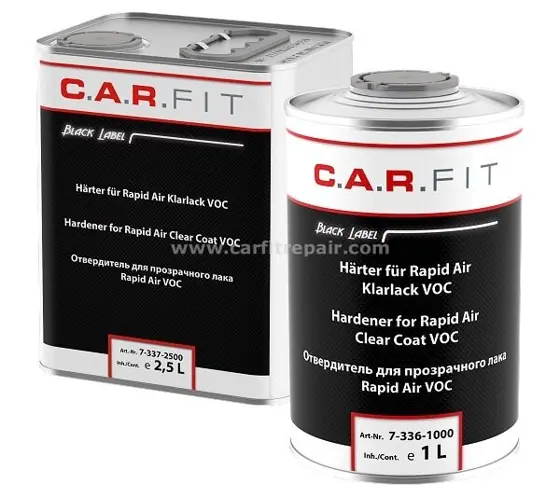 C.A.R.FIT
BLACK LABEL
Härter für Rapid Air Klarlack VOC
Hardener for Rapid Air Clear Coat VOC
Отвердитель для прозрачного лака
Rapid Air VOC
Art.-Nr. 7-337-2500
Inh./Cont. e 2,5 L
C.A.R.FIT
BLACK LABEL
Härter für Rapid Air
Klarlack VOC
Hardener for Rapid Air
Clear Coat VOC
Отвердитель для прозрачного лака
Rapid Air VOC
Art-Nr. 7-336-1000
Inh./Cont. e 1 L
www.carfitrepair.com